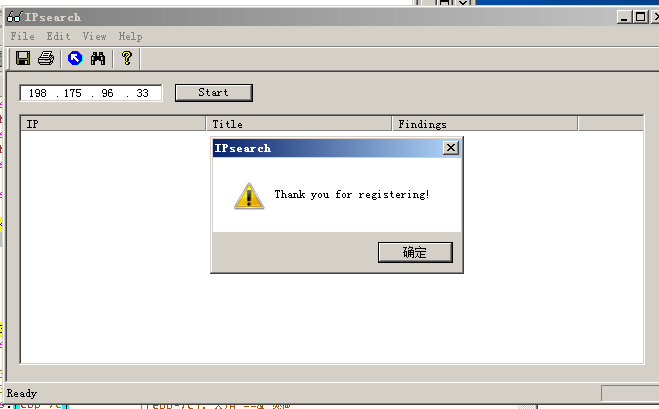 IPsearch
File Edit View Help
198 . 175 . 96 . 33 Start
IP Title Findings
IPsearch
Thank you for registering!
确定
Ready